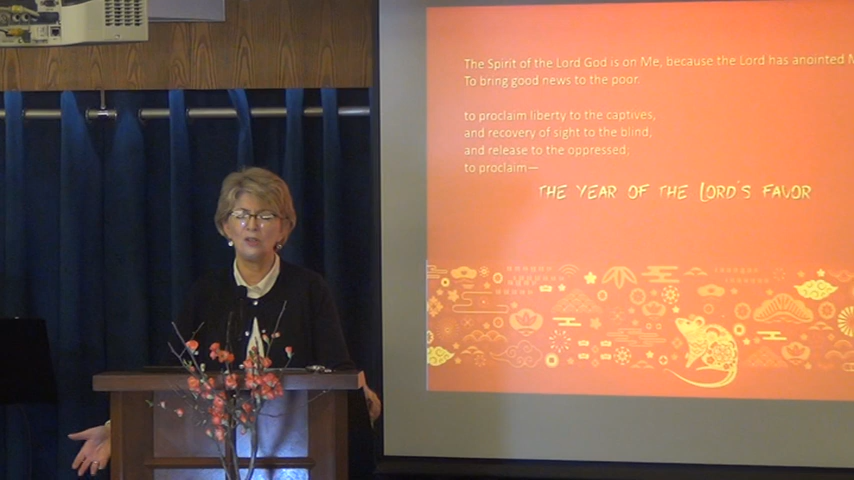 The Spirit of the Lord God is on Me, because the Lord has anointed M
To bring good news to the poor.
to proclaim liberty to the captives,
and recovery of sight to the blind,
and release to the oppressed;
to proclaim—
THE YEAR OF THE LORD'S FAVOR